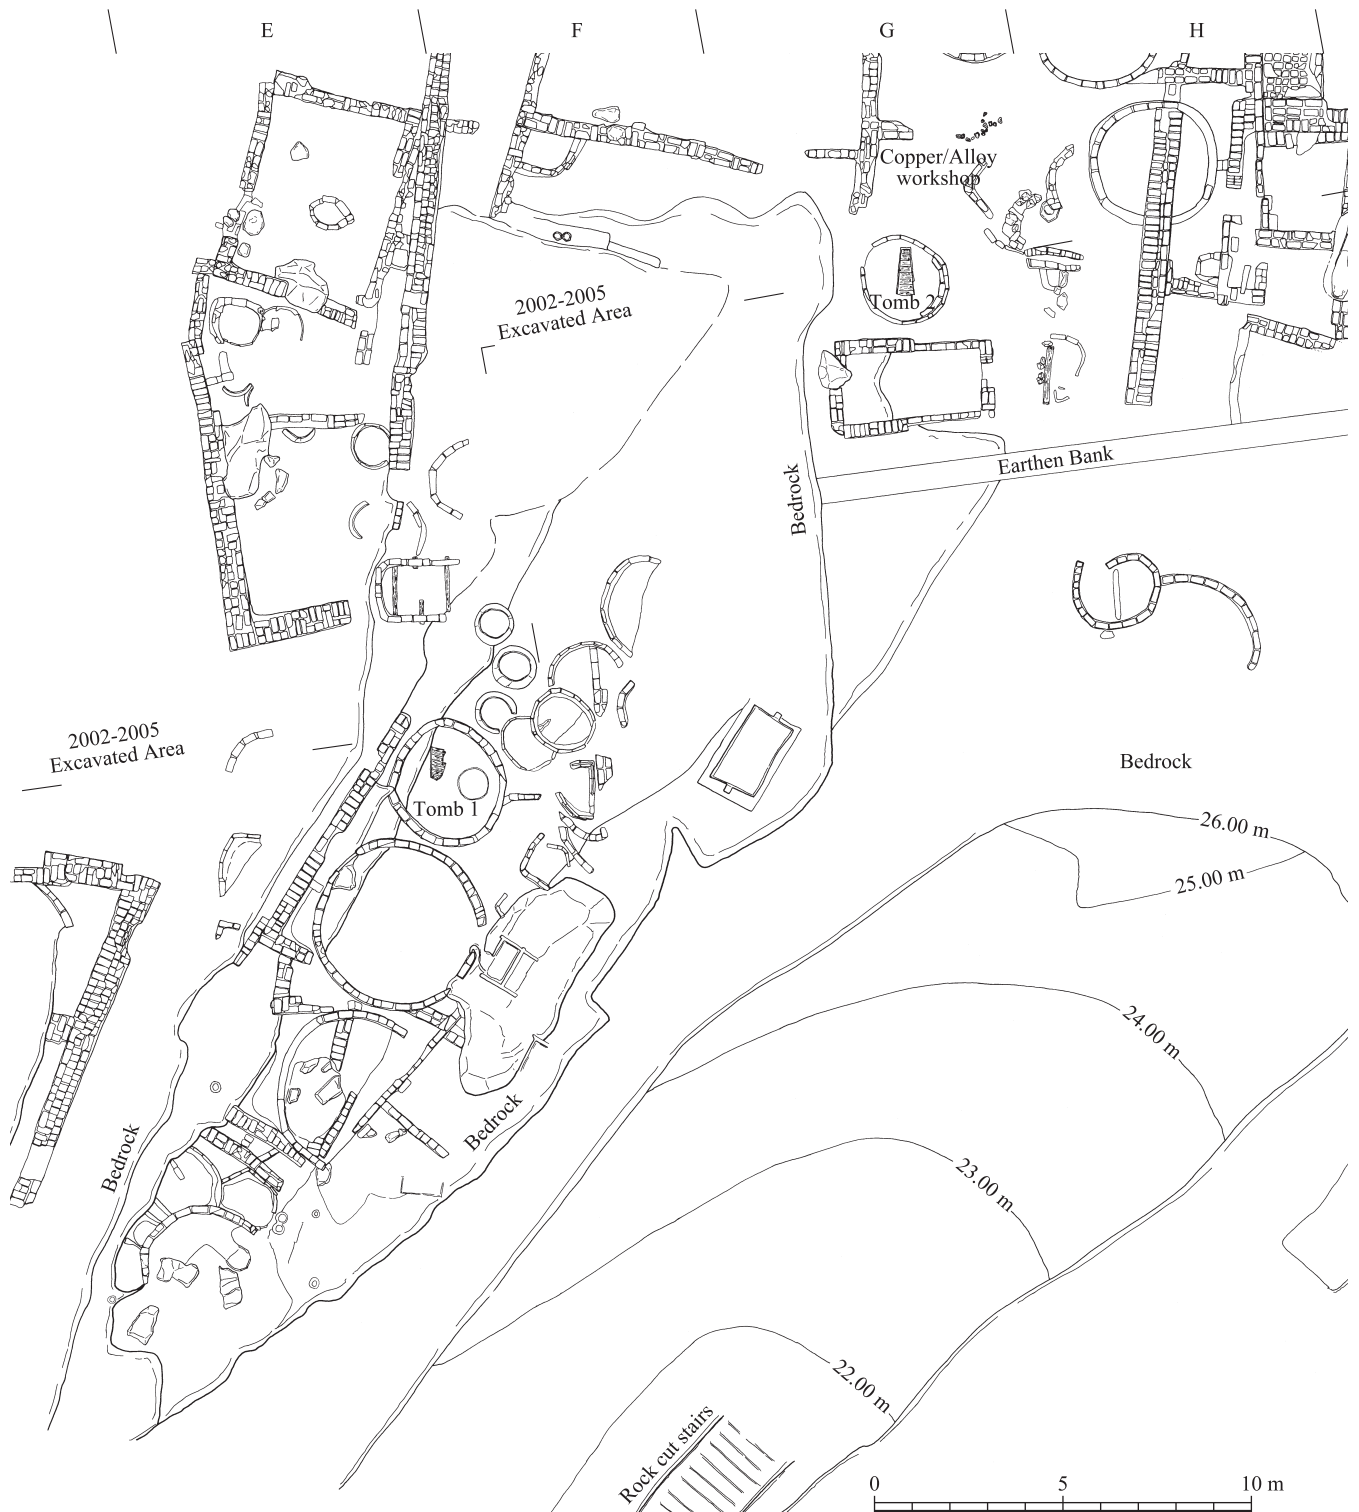 E
F
G
H
Copper/Alloy
workshop
2002-2005
Excavated Area
Tomb 2
Earthen Bank
Bedrock
2002-2005
Excavated Area
Bedrock
Tomb 1
26.00 m
25.00 m
24.00 m
Bedrock
Bedrock
23.00 m
22.00 m
Rock cut stairs
0
5
10 m